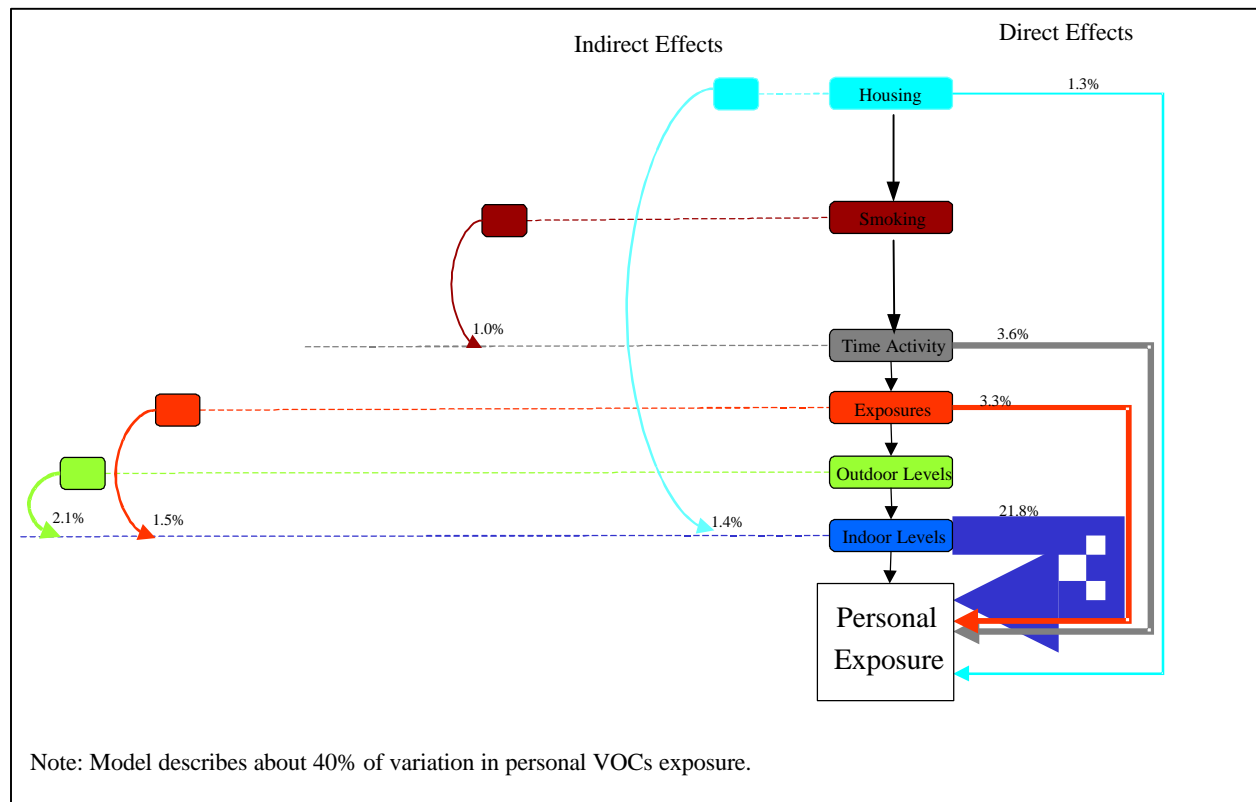 Indirect Effects
Direct Effects
Housing
1.3%
Smoking
1.0%
Time Activity
3.6%
Exposures
3.3%
Outdoor Levels
2.1%
1.5%
1.4%
Indoor Levels
21.8%
Personal
Exposure
Note: Model describes about 40% of variation in personal VOCs exposure.